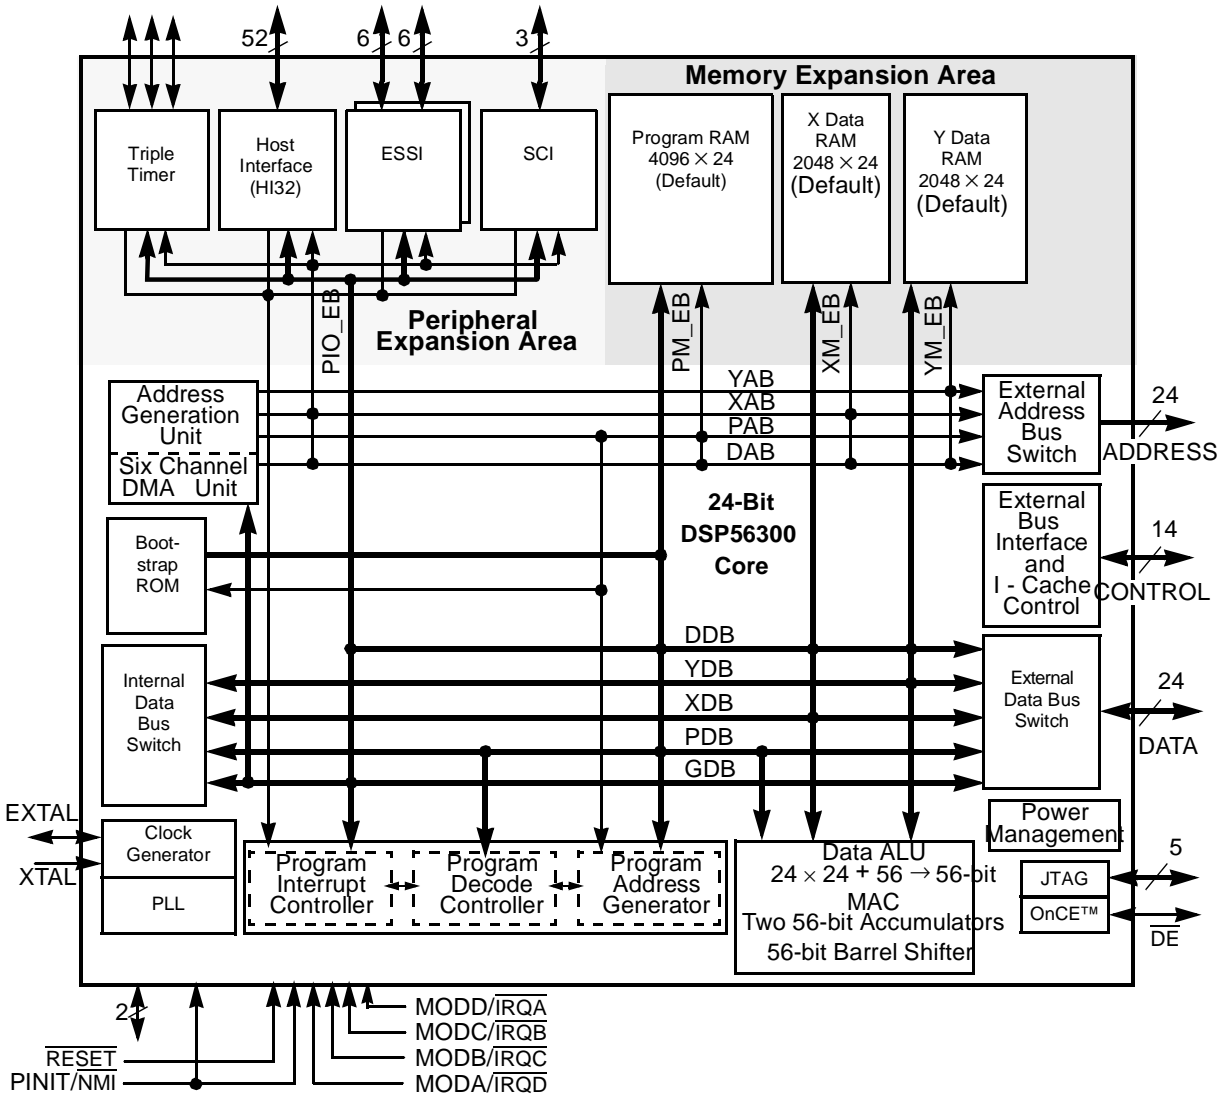 52
6
6
3
Memory Expansion Area
Triple
Timer
Host
Interface
(HI32)
ESSI
SCI
Program RAM
4096 × 24
(Default)
X Data
RAM
2048 × 24
(Default)
Y Data
RAM
2048 × 24
(Default)
Peripheral
Expansion Area
PIO_EB
PM_EB
XM_EB
YM_EB
Address
Generation
Unit
Six Channel
DMA Unit
YAB
XAB
PAB
DAB
External
Address
Bus
Switch
24
ADDRESS
24-Bit
DSP56300
Core
Boot-
strap
ROM
External
Bus
Interface
and
I - Cache
Control
14
CONTROL
DDB
YDB
XDB
PDB
GDB
Internal
Data
Bus
Switch
External
Data Bus
Switch
24
DATA
EXTAL
XTAL
Clock
Generator
PLL
Program
Interrupt
Controller
Program
Decode
Controller
Program
Address
Generator
Data ALU
24 × 24 + 56 → 56-bit
MAC
Two 56-bit Accumulators
56-bit Barrel Shifter
Power
Management
JTAG
OnCE™
5
DE
2
RESET
PINIT/NMI
MODD/IRQA
MODC/IRQB
MODB/IRQC
MODA/IRQD